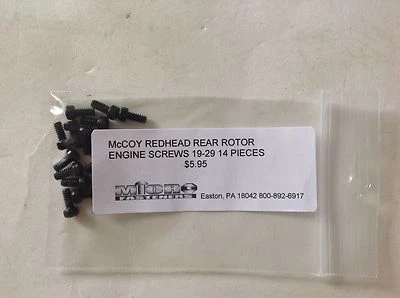 McCOY REDHEAD REAR ROTOR
ENGINE SCREWS 19-29 14 PIECES
$5.95
MICRO
FASTENERS
Easton, PA 18042 800-892-6917